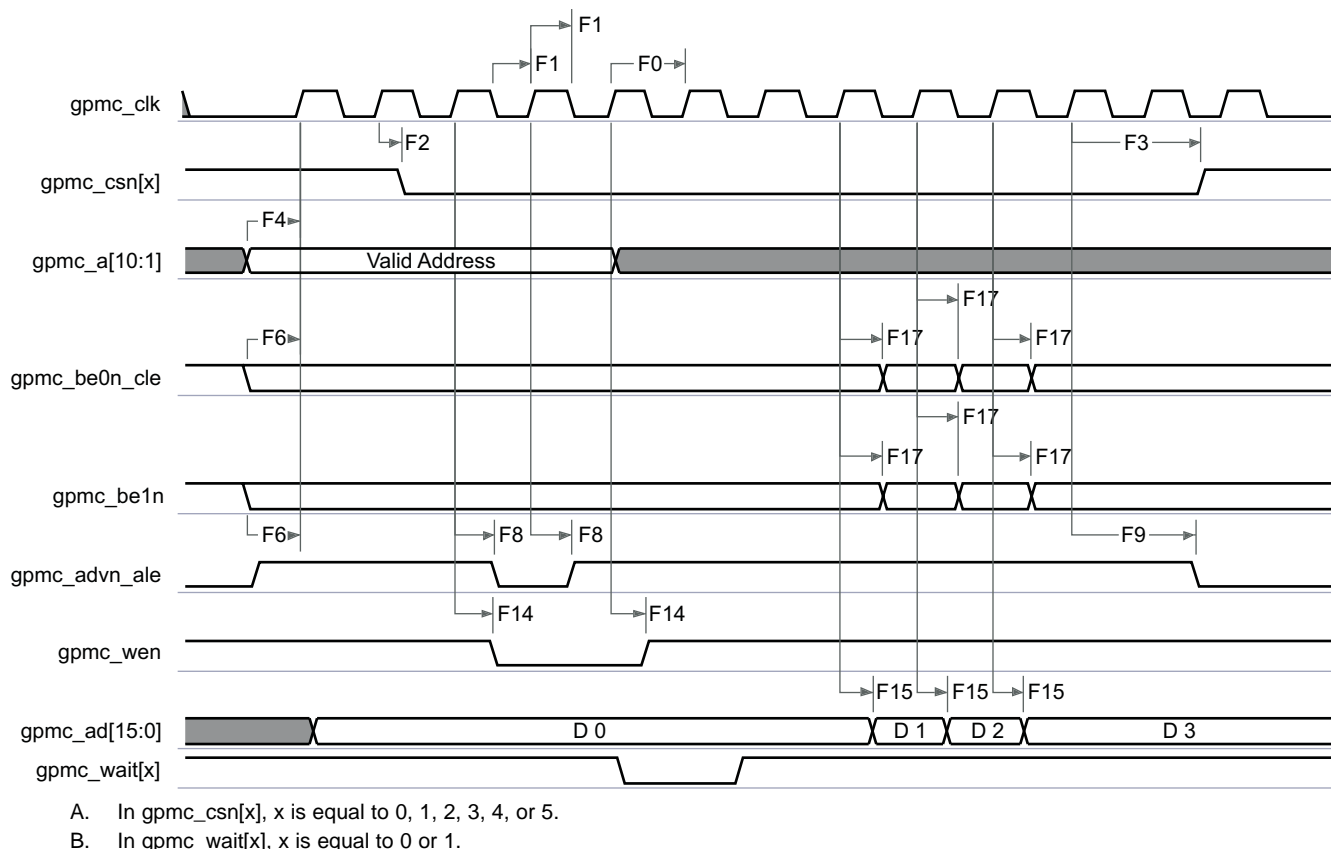 F1
F1
F0
gpmc_clk
F2
F3
gpmc_csn[x]
F4
gpmc_a[10:1]
Valid Address
F17
F6
F17
F17
gpmc_be0n_cle
F17
F17
F17
gpmc_be1n
F6
F8
F8
F9
gpmc_advn_ale
F14
F14
gpmc_wen
F15
F15
F15
gpmc_ad[15:0]
D 0
D 1
D 2
D 3
gpmc_wait[x]
A. In gpmc_csn[x], x is equal to 0, 1, 2, 3, 4, or 5.
B. In gpmc_wait[x], x is equal to 0 or 1.